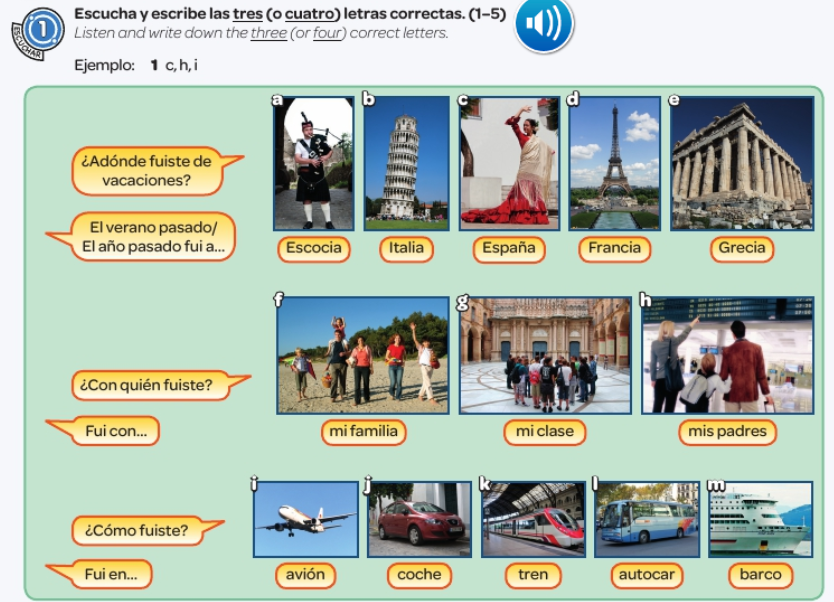 ESCUCHAR
1
Escucha y escribe las tres (o cuatro) letras correctas. (1–5)
Listen and write down the three (or four) correct letters.
Ejemplo: 1 c, h, i
a
b
c
d
e
¿Adónde fuiste de
vacaciones?
El verano pasado/
El año pasado fui a...
Escocia
Italia
España
Francia
Grecia
f
g
h
¿Con quién fuiste?
Fui con...
mi familia
mi clase
mis padres
i
j
k
l
m
¿Cómo fuiste?
Fui en...
avión
coche
tren
autocar
barco